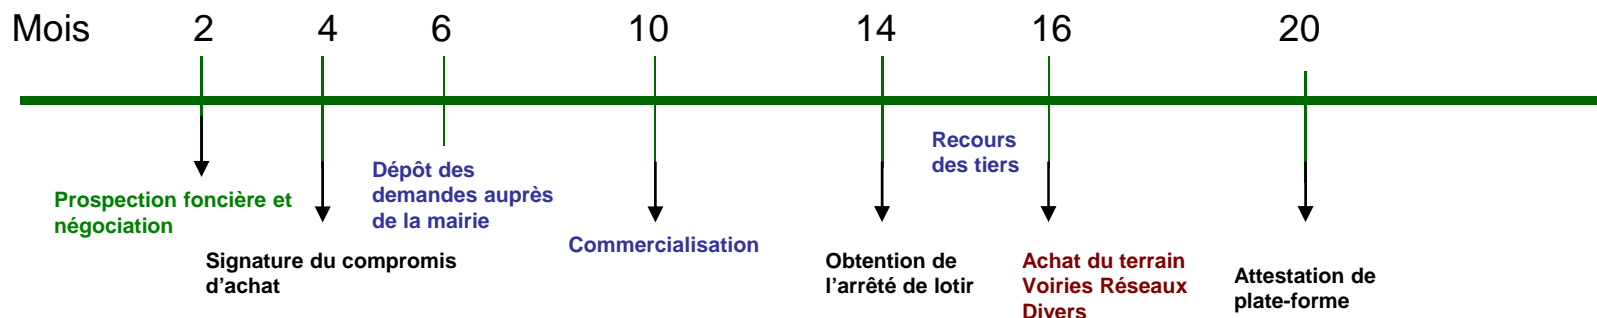 Mois 2 4 6 10 14 16 20
Prospection foncière et
négociation
Signature du compromis
d'achat
Dépôt des
demandes auprès
de la mairie
Commercialisation
Obtention de
l'arrêté de lotir
Recours
des tiers
Achat du terrain
Voiries Réseaux
Divers
Attestation de
plate-forme